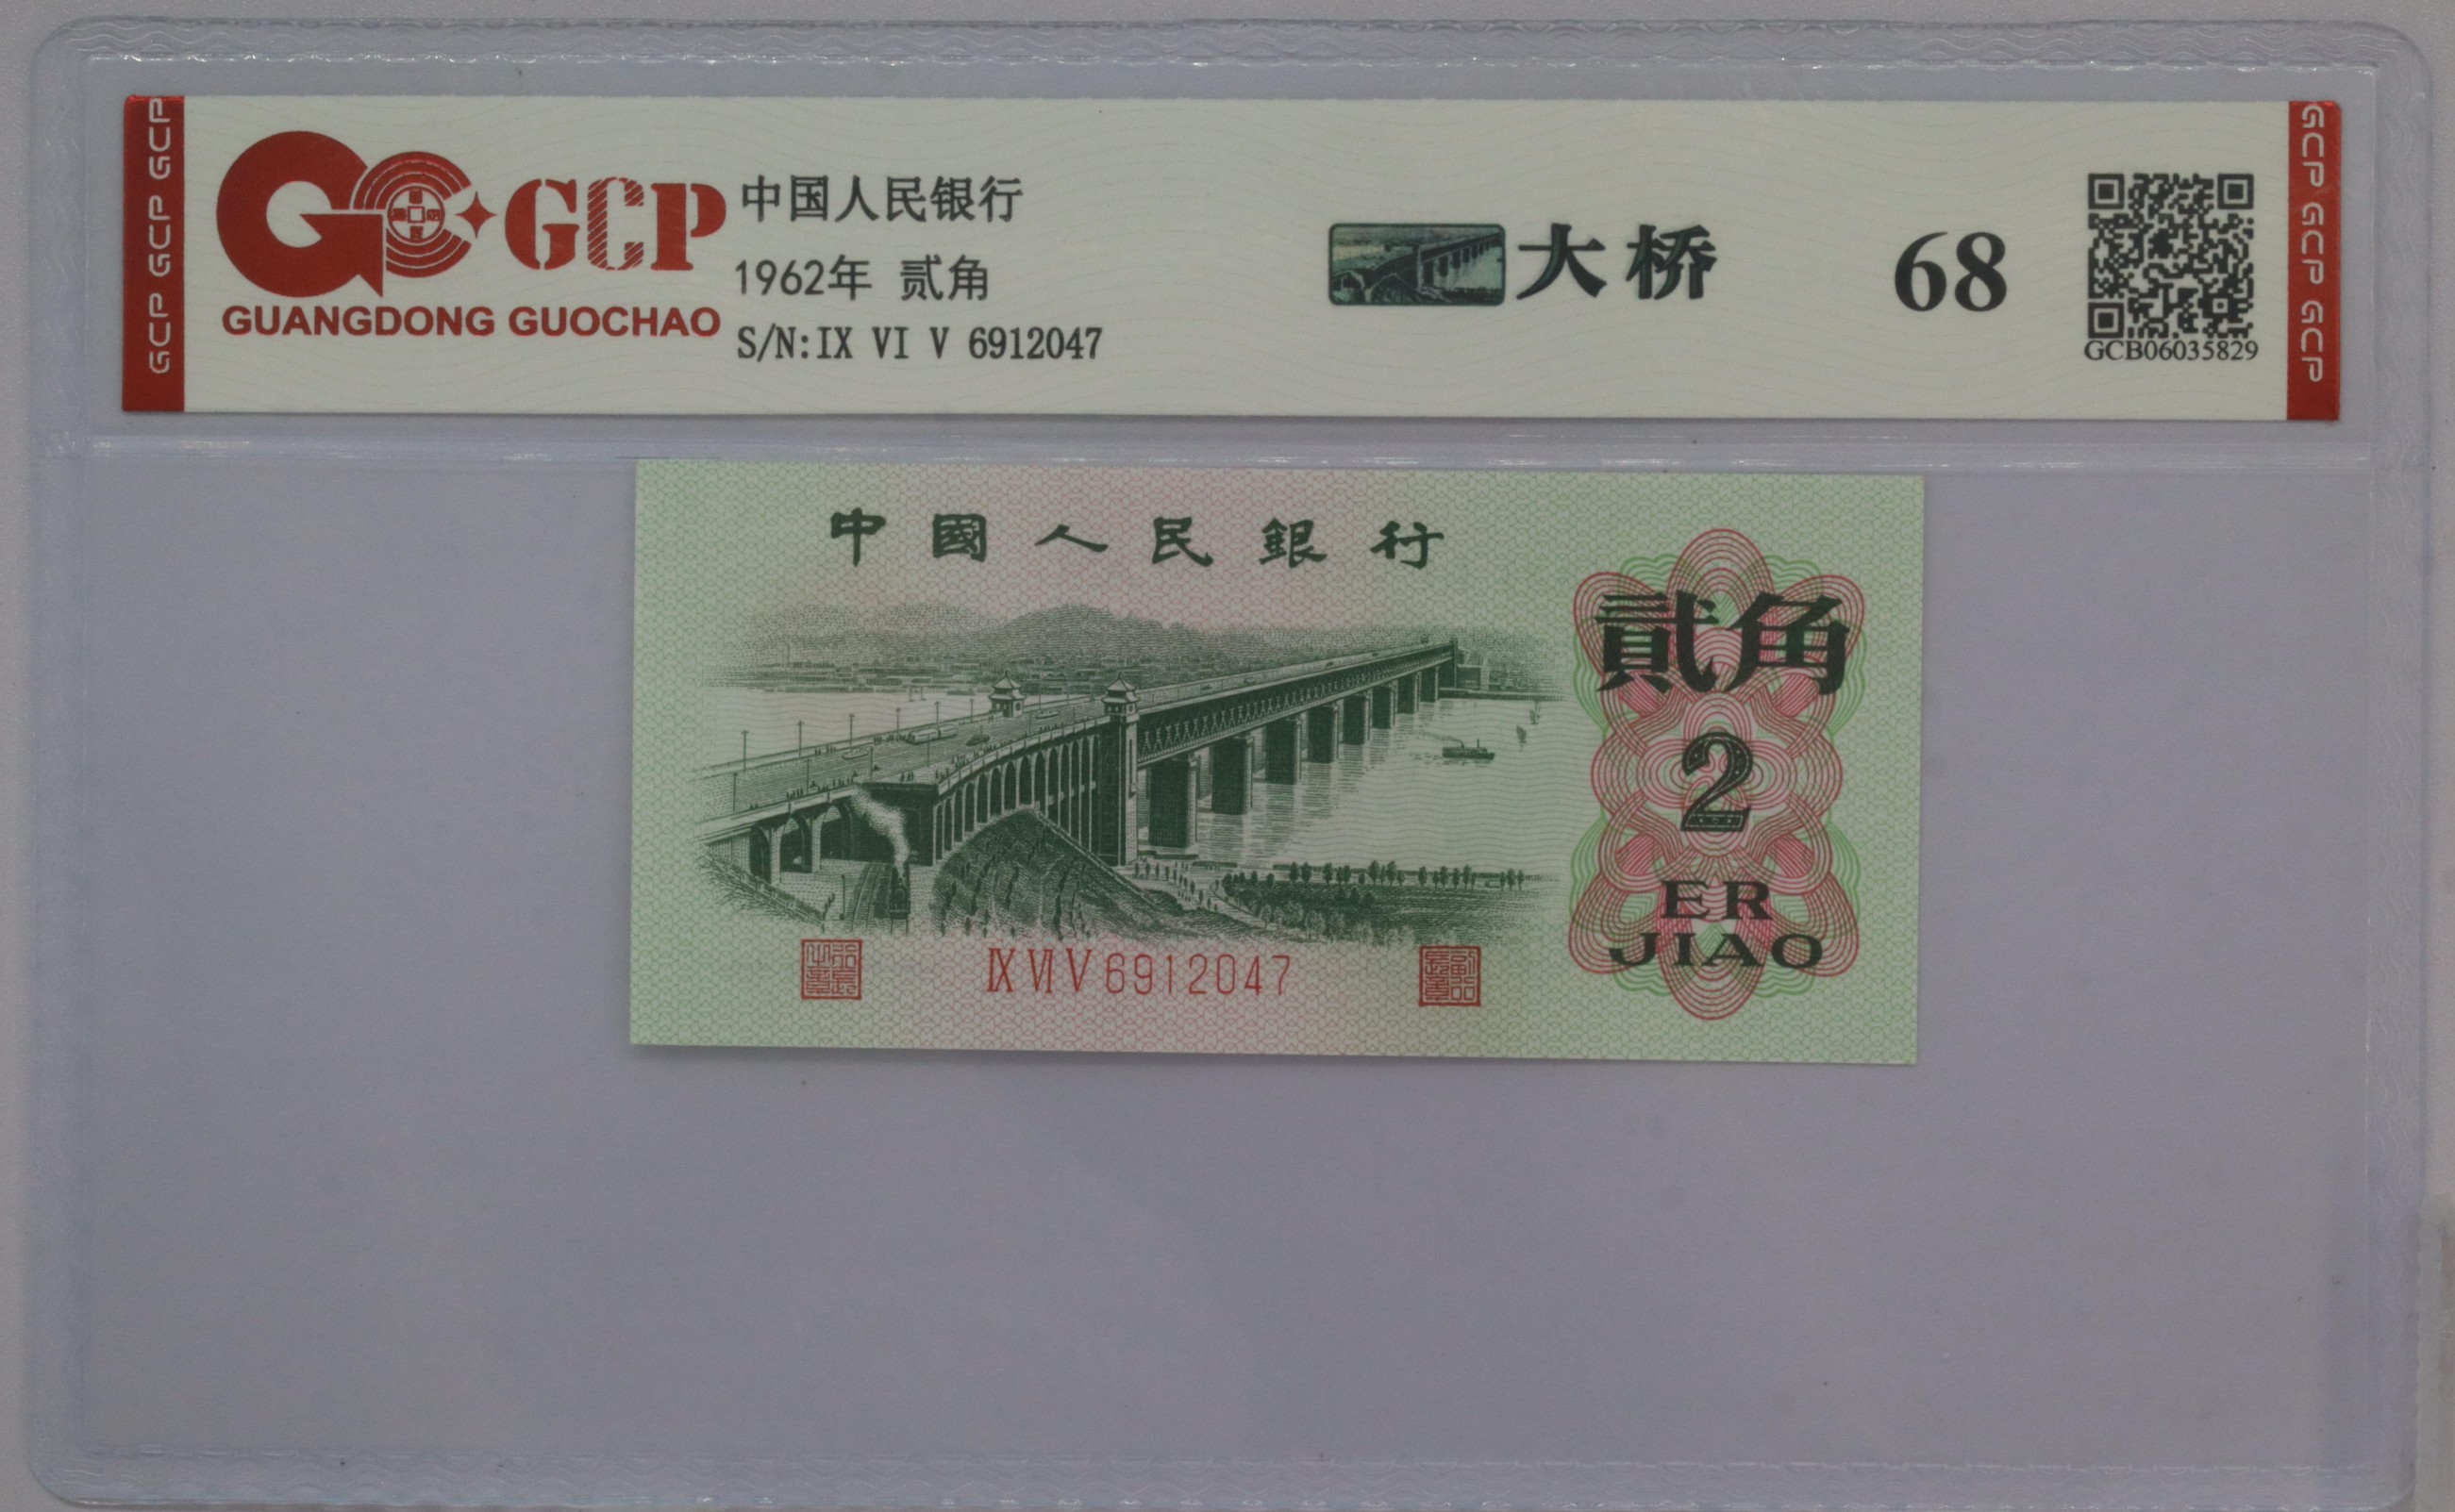 GCP GCP GCP
GCP
GUANGDONG GUOCHAO
中国人民银行
1962年 贰角
S/N:IX VI V 6912047
大桥
68
GCB06035829
GCP GCP GCP
中國人民銀行
貳角
2
ER
JIAO
IX VI V 6912047